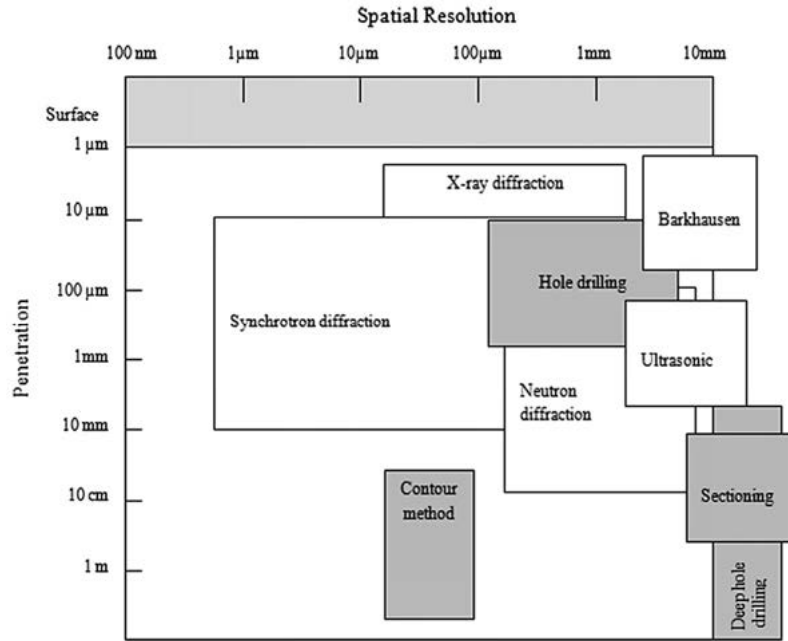 Spatial Resolution
100 nm 1µm 10µm 100µm 1mm 10mm
Surface
1 µm
10 µm
100 µm
1mm
10 mm
10 cm
1 m
Penetration
X-ray diffraction
Barkhausen
Hole drilling
Synchrotron diffraction
Ultrasonic
Neutron
diffraction
Contour
method
Sectioning
Deep hole
drilling